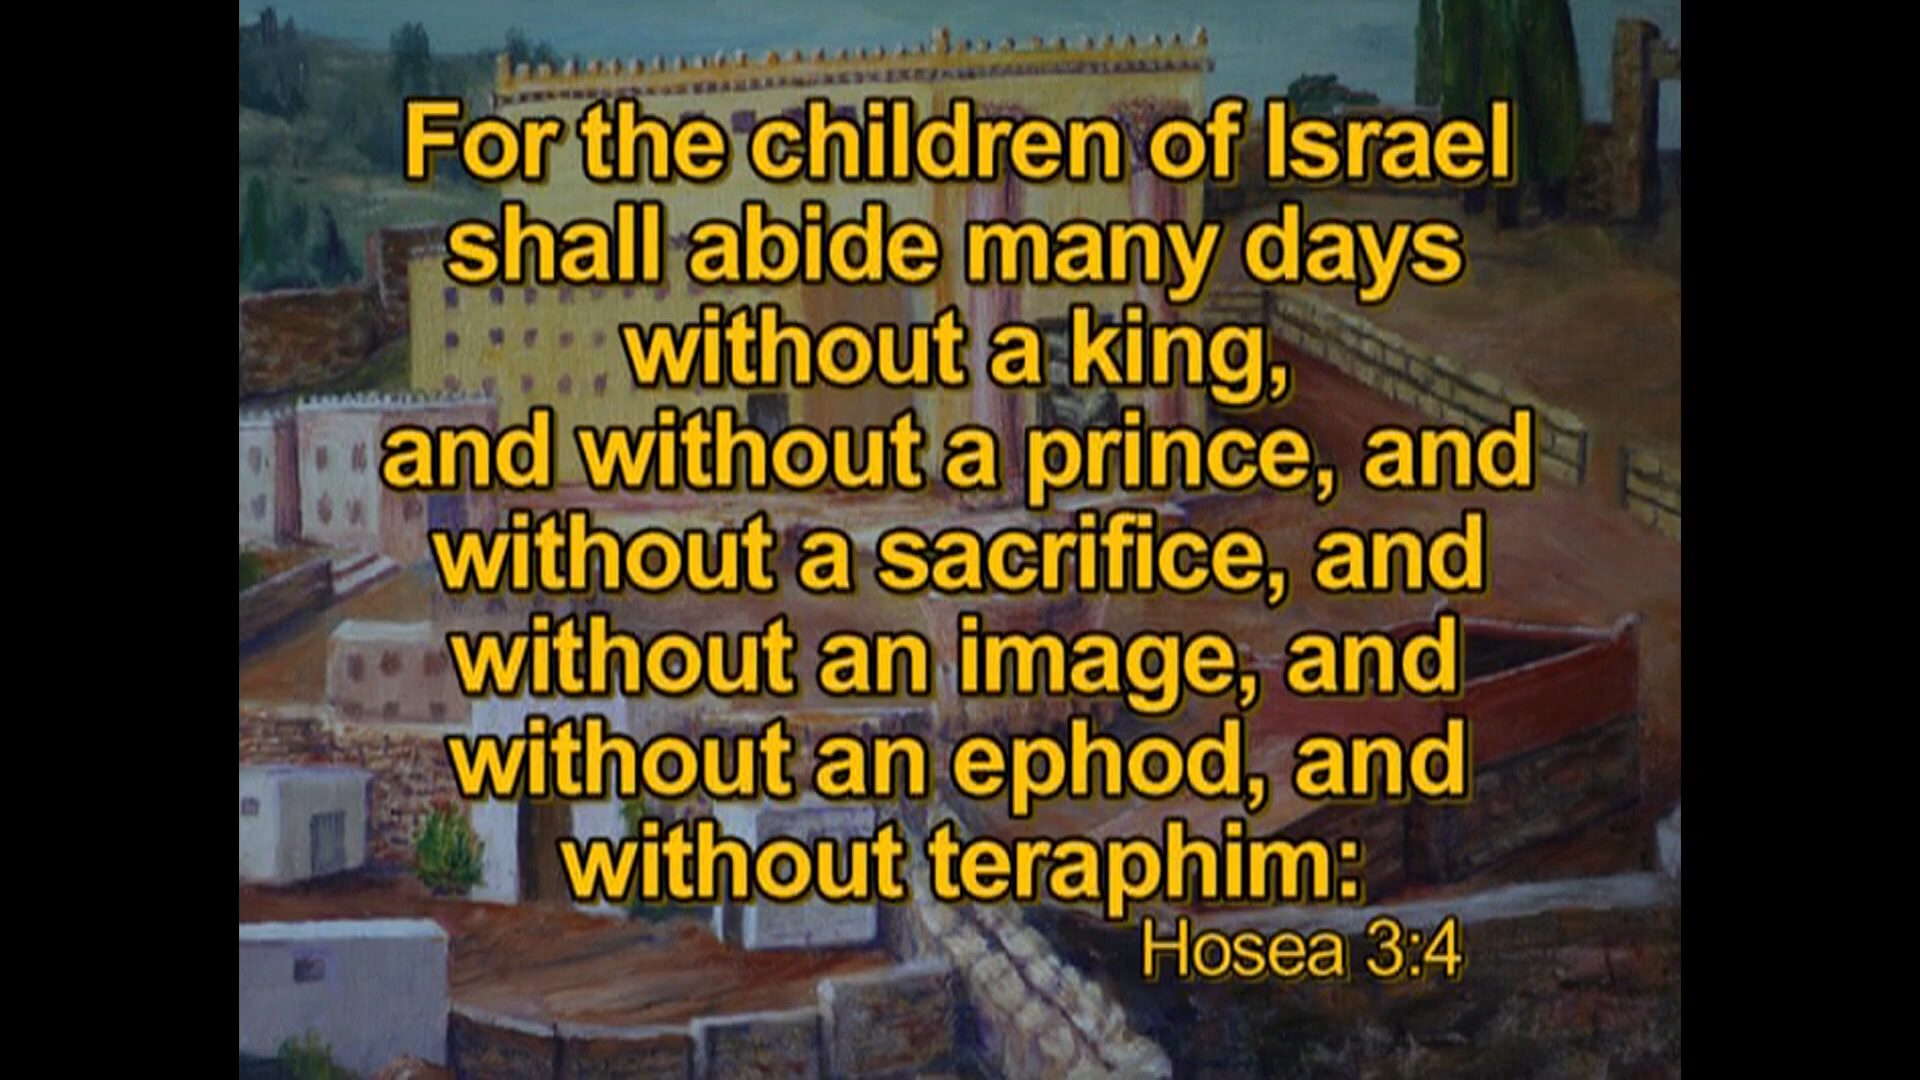 For the children of Israel
shall abide many days
without a king,
and without a prince, and
without a sacrifice, and
without an image, and
without an ephod, and
without teraphim:
Hosea 3:4